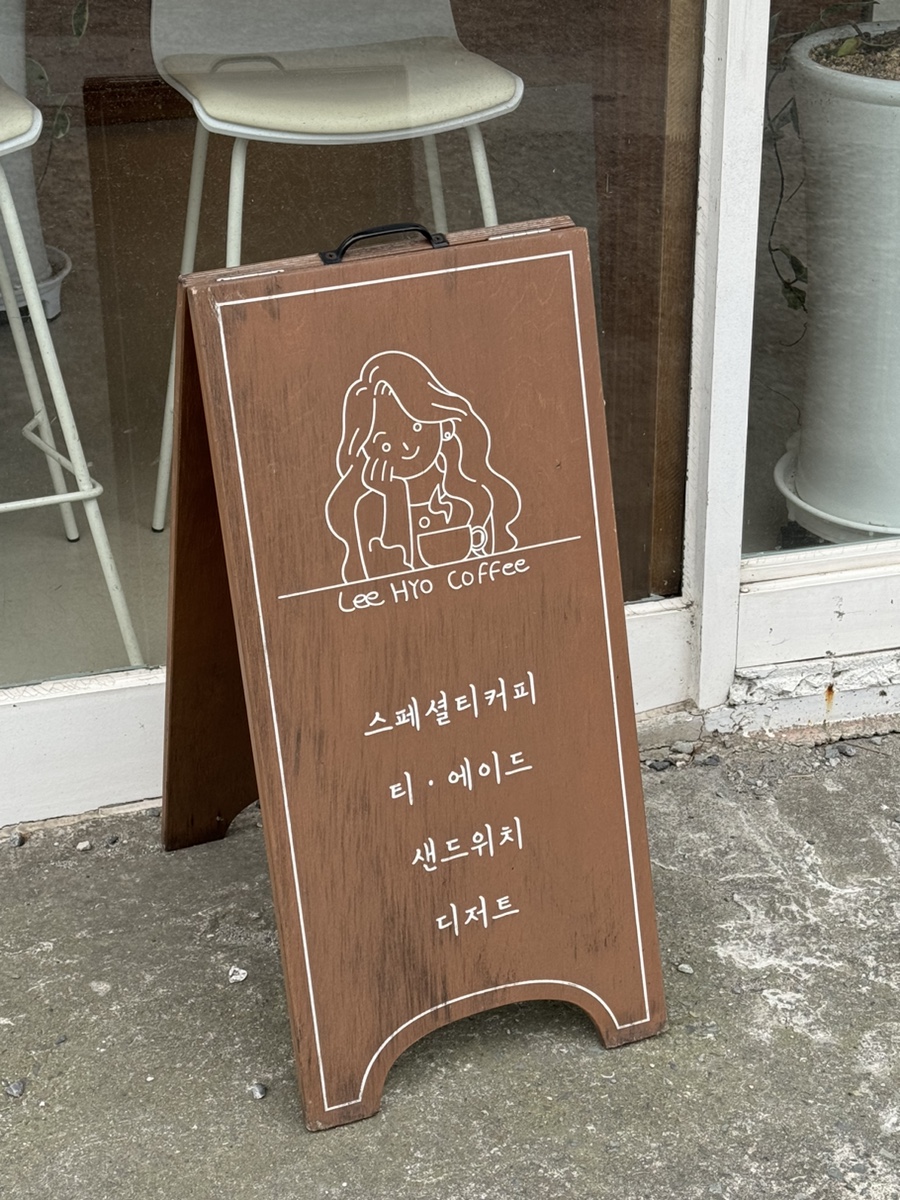 Lee HYO Coffee
스페셜티커피
티 · 에이드
샌드위치
디저트